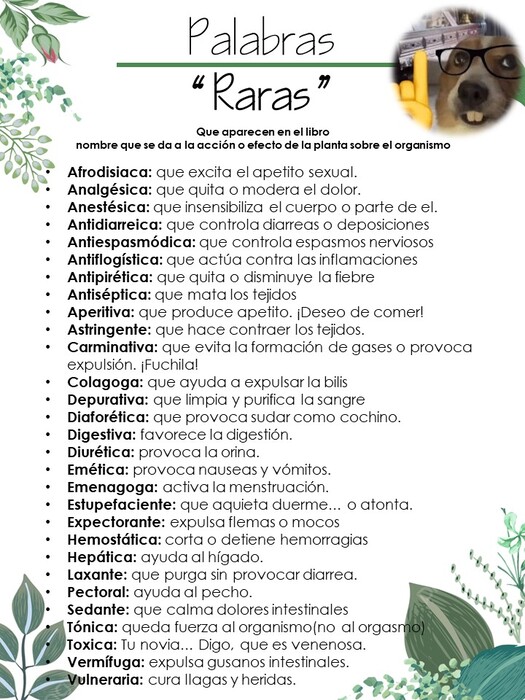 Palabras
“Raras”
Que aparecen en el libro
nombre que se da a la acción o efecto de la planta sobre el organismo
• Afrodisiaca: que excita el apetito sexual.
• Analgésica: que quita o modera el dolor.
• Anestésica: que insensibiliza el cuerpo o parte de el.
• Antidiarreica: que controla diarreas o deposiciones
• Antiespasmódica: que controla espasmos nerviosos
• Antiflogística: que actúa contra las inflamaciones
• Antipirética: que quita o disminuye la fiebre
• Antiséptica: que mata los tejidos
• Aperitiva: que produce apetito. ¡Deseo de comer!
• Astringente: que hace contraer los tejidos.
• Carminativa: que evita la formación de gases o provoca
expulsión. ¡Fuchila!
• Colagoga: que ayuda a expulsar la bilis
• Depurativa: que limpia y purifica la sangre
• Diaforética: que provoca sudar como cochino.
• Digestiva: favorece la digestión.
• Diurética: provoca la orina.
• Emética: provoca nauseas y vómitos.
• Emenagoga: activa la menstruación.
• Estupefaciente: que aquieta duerme... o atonta.
• Expectorante: expulsa flemas o mocos
• Hemostática: corta o detiene hemorragias
• Hepática: ayuda al hígado.
• Laxante: que purga sin provocar diarrea.
• Pectoral: ayuda al pecho.
• Sedante: que calma dolores intestinales
• Tónica: queda fuerza al organismo(no al orgasmo)
• Toxica: Tu novia... Digo, que es venenosa.
• Vermífuga: expulsa gusanos intestinales.
• Vulneraria: cura llagas y heridas.